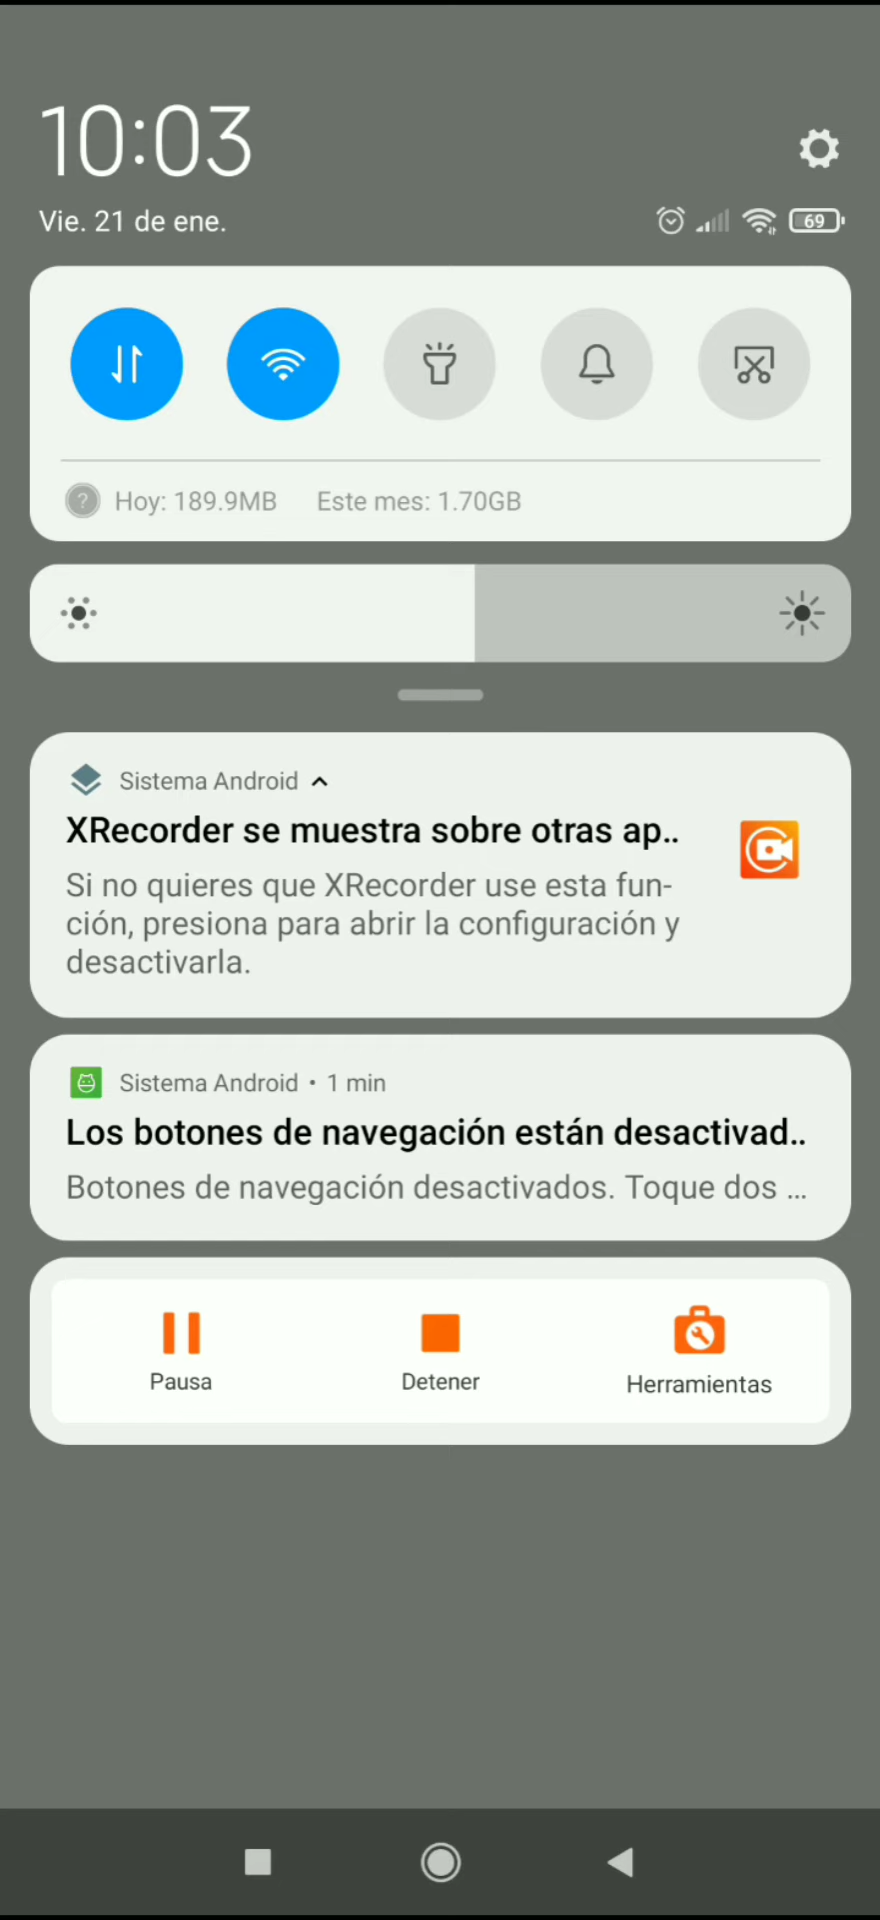 10:03
Vie. 21 de ene.
69
Hoy: 189.9MB Este mes: 1.70GB
Sistema Android
XRecorder se muestra sobre otras ap..
Si no quieres que XRecorder use esta fun-
ción, presiona para abrir la configuración y
desactivarla.
Sistema Android • 1 min
Los botones de navegación están desactivad..
Botones de navegación desactivados. Toque dos ...
Pausa
Detener
Herramientas